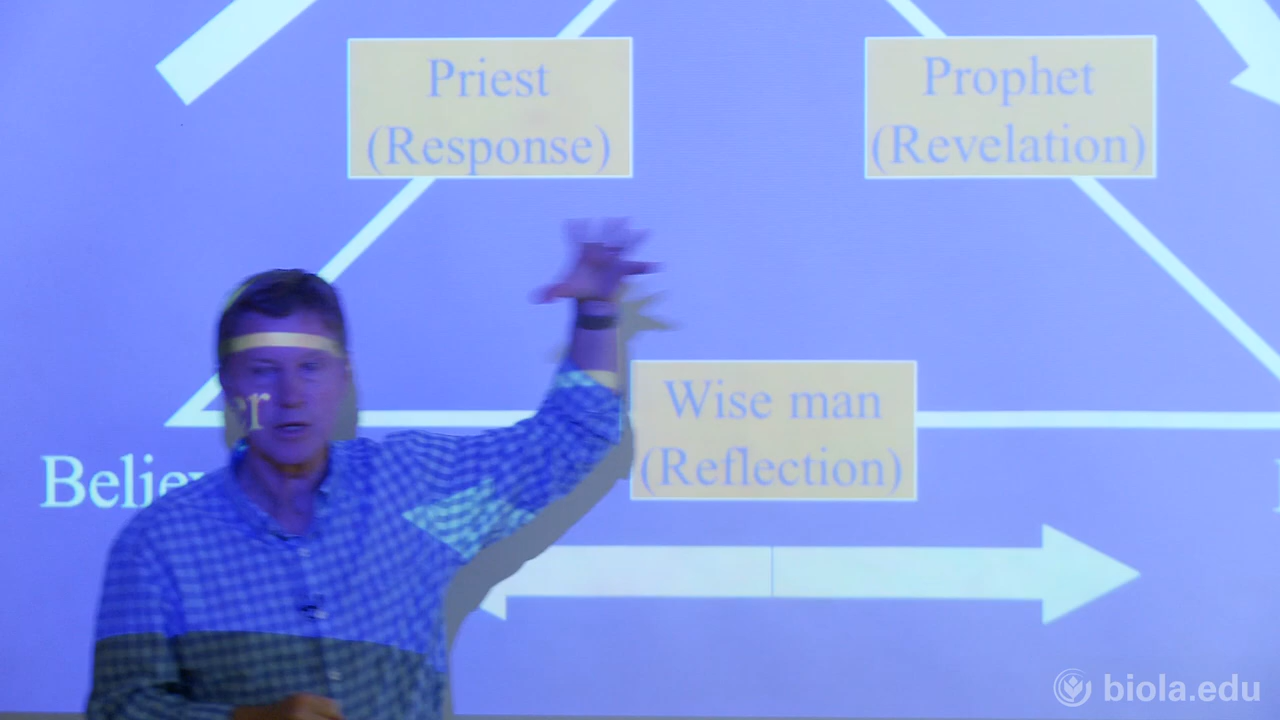 Priest
(Response)
Prophet
(Revelation)
Wise man
(Reflection)
biola.edu